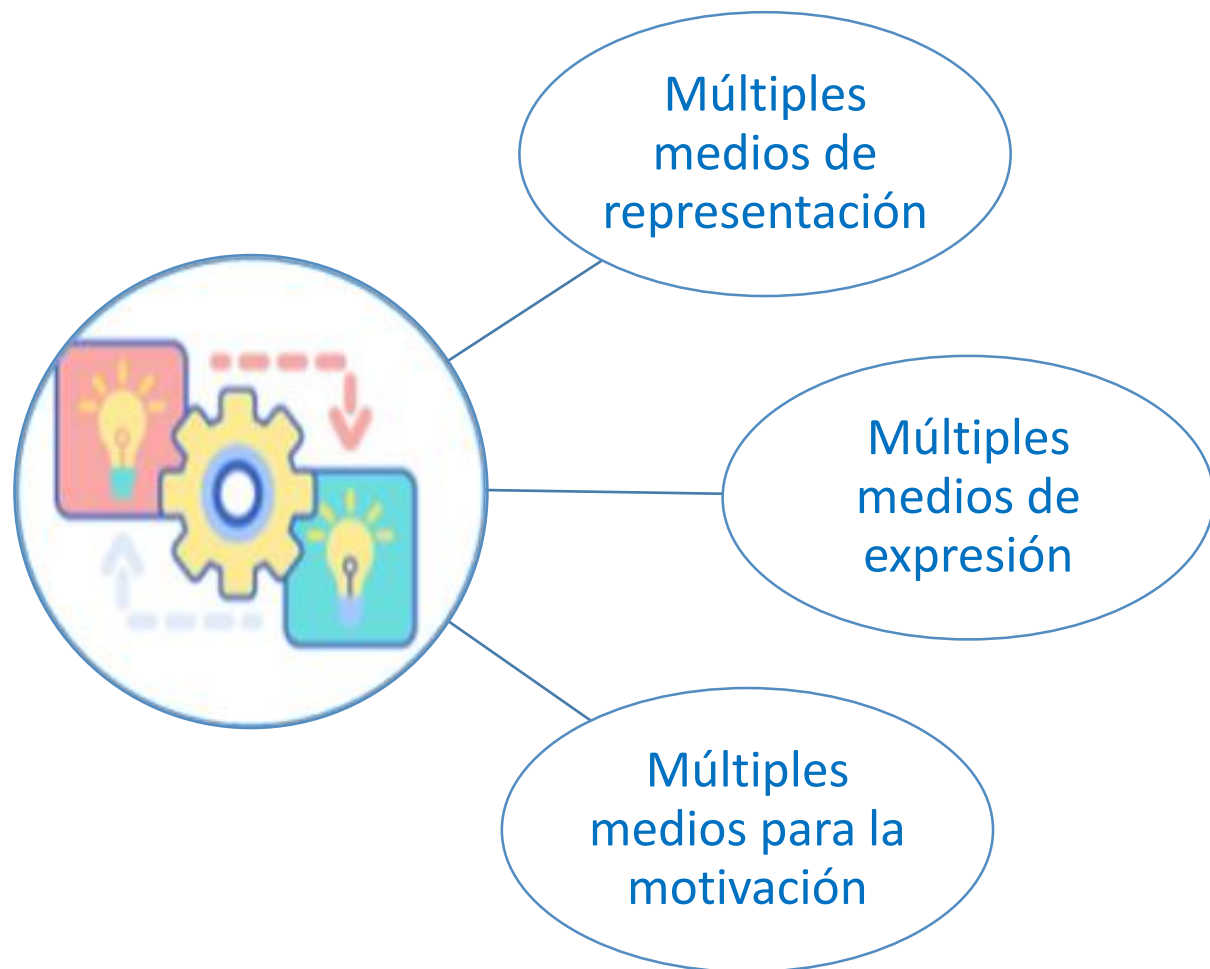 Múltiples
medios de
representación
Múltiples
medios de
expresión
Múltiples
medios para la
motivación